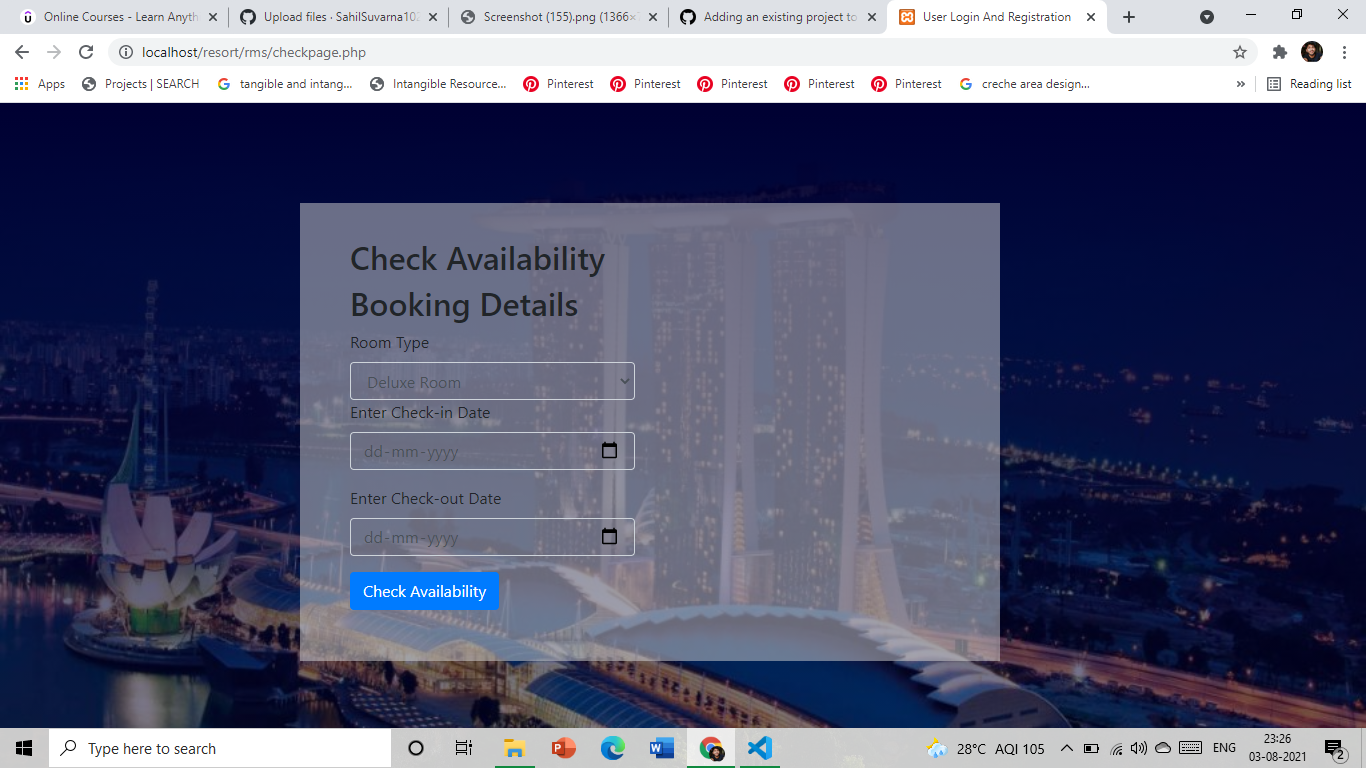 Online Courses - Learn Anyth
Upload files · SahilSuvarna102
Screenshot (155).png (1366×7
Adding an existing project to
User Login And Registration
localhost/resort/rms/checkpage.php
Apps
Projects | SEARCH
tangible and intang...
Intangible Resource...
Pinterest
Pinterest
Pinterest
Pinterest
Pinterest
creche area design...
»
Reading list
Check Availability
Booking Details
Room Type
Deluxe Room
Enter Check-in Date
dd-mm-yyyy
Enter Check-out Date
dd-mm-yyyy
Check Availability
Type here to search
28°C AQI 105
ENG
23:26
03-08-2021
2